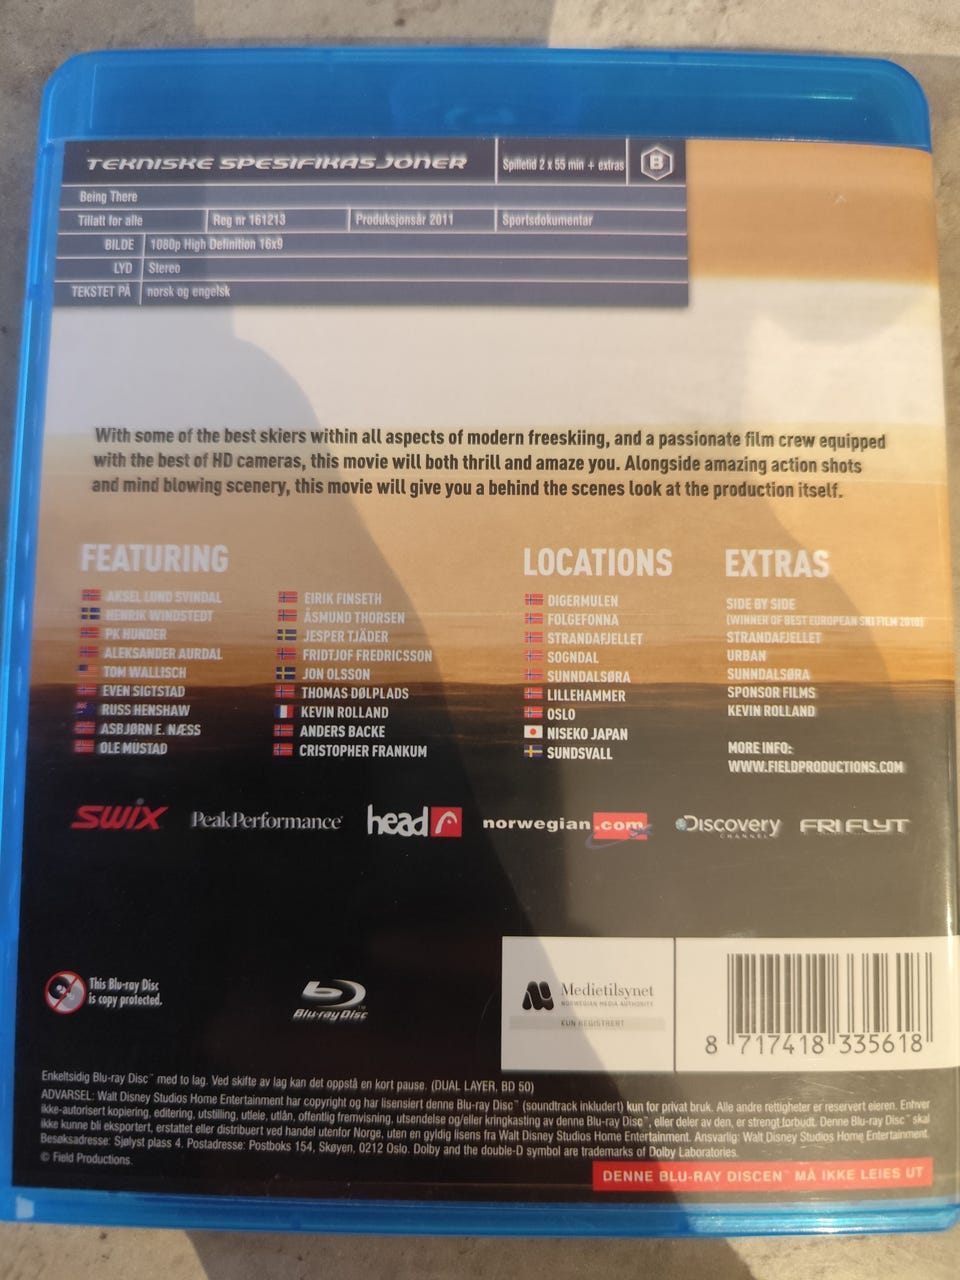 TEKNISKE SPESIFIKASJONER
Spilletid 2 x 55 min + extras
B
Being There
Tillatt for alle
Reg nr 161213
Produksjonsår 2011
Sportsdokumentar
BILDE 1080p High Definition 16x9
LYD Stereo
TEKSTET PÅ norsk og engelsk
With some of the best skiers within all aspects of modern freeskiing, and a passionate film crew equipped
with the best of HD cameras, this movie will both thrill and amaze you. Alongside amazing action shots
and mind blowing scenery, this movie will give you a behind the scenes look at the production itself.
FEATURING
AKSEL LUND SVINDAL
HENRIK WINDSTEDT
PK HUNDER
ALEKSANDER AURDAL
TOM WALLISCH
EVEN SIGTSTAD
RUSS HENSHAW
ASBJØRN E. NÆSS
OLE MUSTAD
EIRIK FINSETH
ÅSMUND THORSEN
JESPER TJÄDER
FRIDTJOF FREDRICSSON
JON OLSSON
THOMAS DØLPLADS
KEVIN ROLLAND
ANDERS BACKE
CRISTOPHER FRANKUM
LOCATIONS
DIGERMULEN
FOLGEFONNA
STRANDAFJELLET
SOGNDAL
SUNNDALSØRA
LILLEHAMMER
OSLO
NISEKO JAPAN
SUNDSVALL
EXTRAS
SIDE BY SIDE
(WINNER OF BEST EUROPEAN SKI FILM 2010)
STRANDAFJELLET
URBAN
SUNNDALSØRA
SPONSOR FILMS
KEVIN ROLLAND
MORE INFO:
WWW.FIELDPRODUCTIONS.COM
SWIX
PeakPerformance
head
norwegian.com
Discovery
CHANNEL
FRI FLYT
This Blu-ray Disc
is copy protected.
Blu-ray Disc
TM
Medietilsynet
NORWEGIAN MEDIA AUTHORITY
KUN REGISTRERT
8 717418 335618
Enkeltsidig Blu-ray Disc™ med to lag. Ved skifte av lag kan det oppstå en kort pause. (DUAL LAYER, BD 50)
ADVARSEL: Walt Disney Studios Home Entertainment har copyright og har lisensiert denne Blu-ray Disc™ (soundtrack inkludert) kun for privat bruk. Alle andre rettigheter er reservert eieren. Enhver
ikke-autorisert kopiering, editering, utstilling, utleie, utlån, offentlig fremvisning, utsendelse og/eller kringkasting av denne Blu-ray Disc™, eller deler av den, er strengt forbudt. Denne Blu-ray Disc™ skal
ikke kunne bli eksportert, erstattet eller distribuert ved handel utenfor Norge, uten en gyldig lisens fra Walt Disney Studios Home Entertainment. Ansvarlig: Walt Disney Studios Home Entertainment.
Besøksadresse: Sjølyst plass 4. Postadresse: Postboks 154, Skøyen, 0212 Oslo. Dolby and the double-D symbol are trademarks of Dolby Laboratories.
© Field Productions.
DENNE BLU-RAY DISCEN™ MÅ IKKE LEIES UT